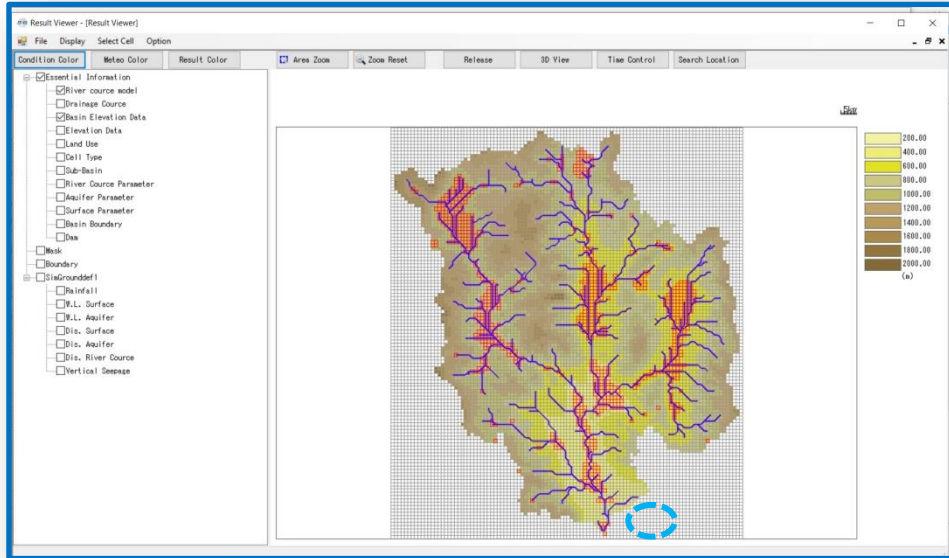 Result Viewer - [Result Viewer]
File Display Select Cell Option
Condition Color Meteo Color Result Color Area Zoom Zoom Reset Release 3D View Time Control Search Location
Essential Information
River cource model
Drainage Cource
Basin Elevation Data
Elevation Data
Land Use
Cell Type
Sub-Basin
River Cource Parameter
Aquifer Parameter
Surface Parameter
Basin Boundary
Dam
Mask
Boundary
SimGrounddef1
Rainfall
W.L. Surface
W.L. Aquifer
Dis. Surface
Dis. Aquifer
Dis. River Cource
Vertical Seepage
200.00
400.00
600.00
800.00
1000.00
1200.00
1400.00
1600.00
1800.00
2000.00
(m)